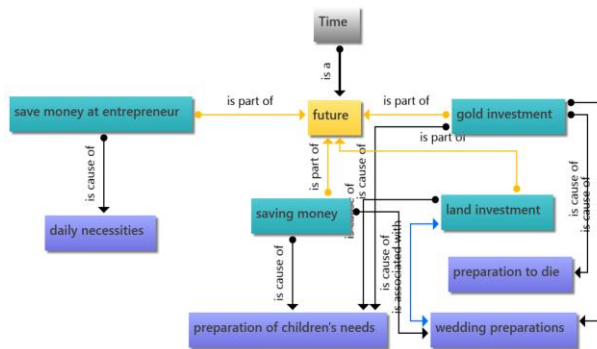 Time
is a
save money at entrepreneur
is part of
future
is part of
gold investment
is part of
is cause of
is part of
is cause of
is cause of
is cause of
saving money
is cause of
land investment
daily necessities
is cause of
is cause of
is associated with
preparation to die
preparation of children's needs
wedding preparations